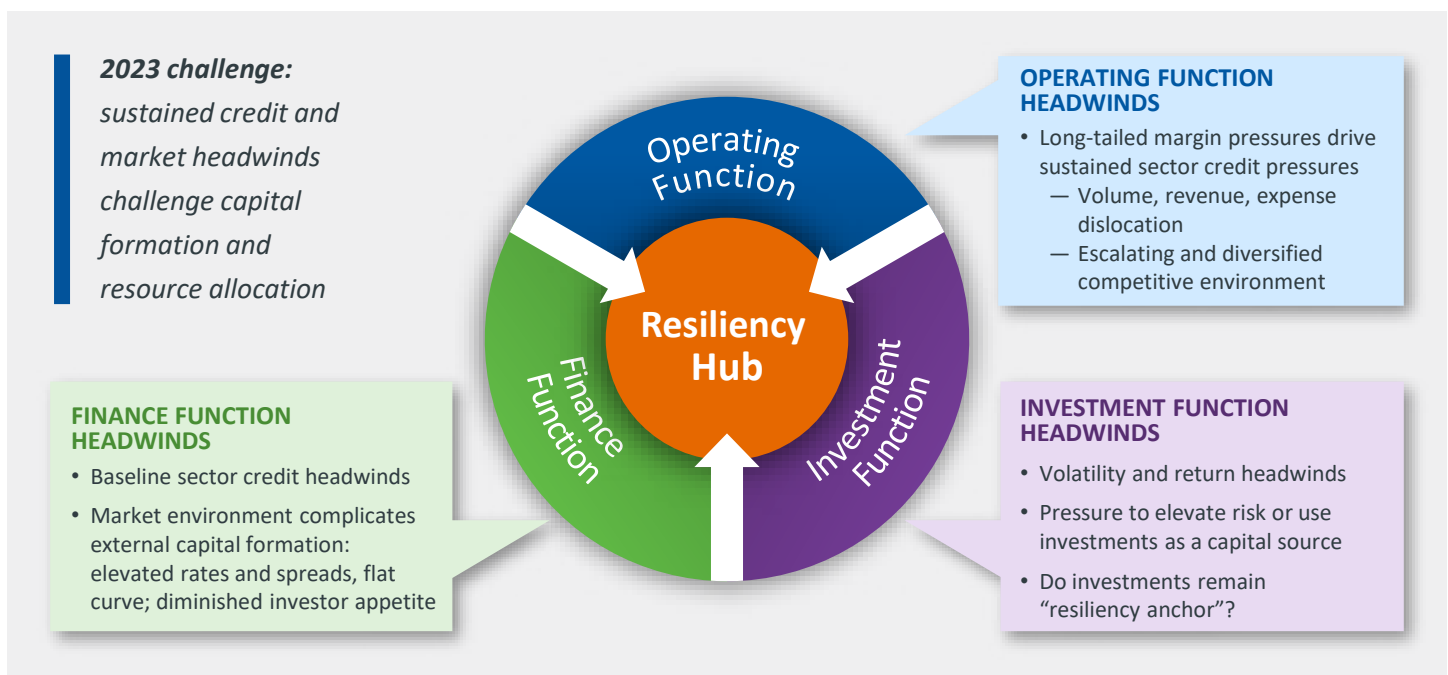 2023 challenge:
sustained credit and
market headwinds
challenge capital
formation and
resource allocation
Operating
Function
OPERATING FUNCTION
HEADWINDS
• Long-tailed margin pressures drive
sustained sector credit pressures
— Volume, revenue, expense
dislocation
— Escalating and diversified
competitive environment
Resiliency
Hub
Finance
Function
Investment
Function
FINANCE FUNCTION
HEADWINDS
• Baseline sector credit headwinds
• Market environment complicates
external capital formation:
elevated rates and spreads, flat
curve; diminished investor appetite
INVESTMENT FUNCTION
HEADWINDS
• Volatility and return headwinds
• Pressure to elevate risk or use
investments as a capital source
• Do investments remain
“resiliency anchor”?